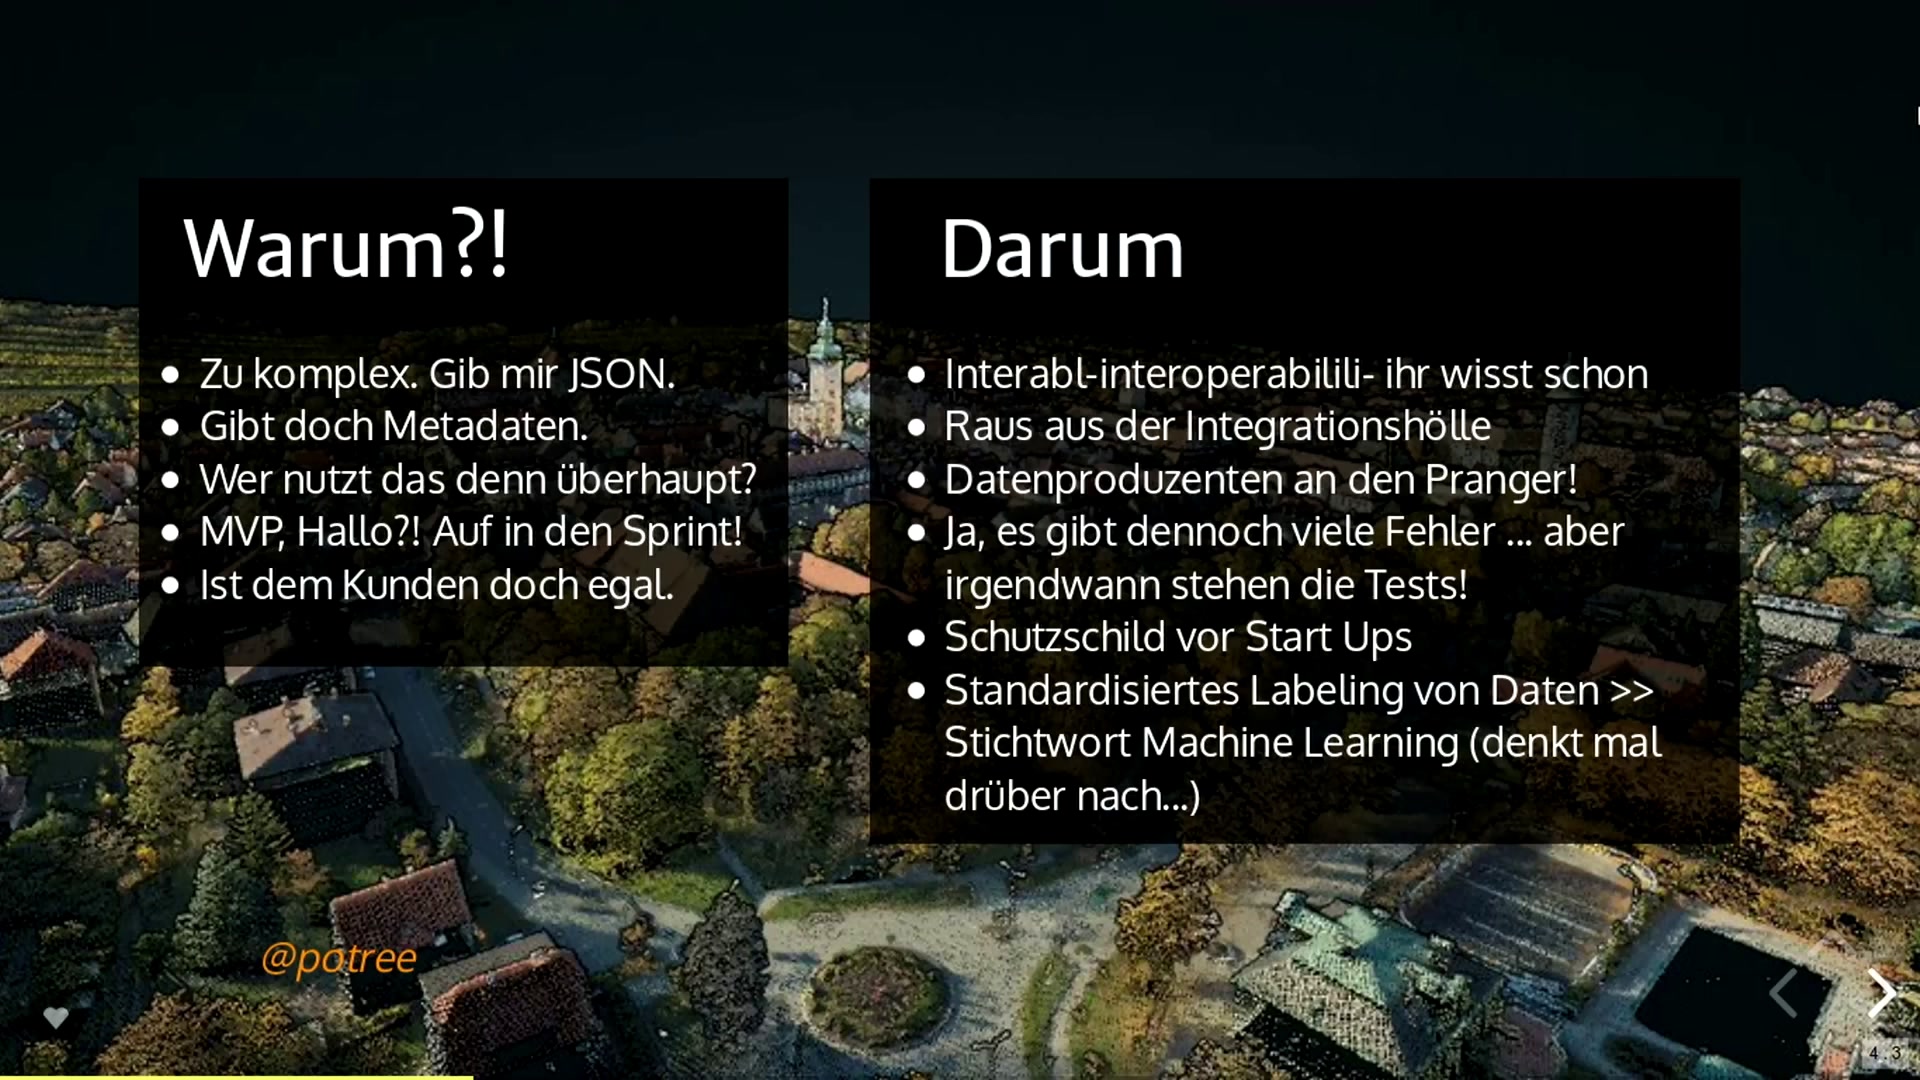 Warum?!
Zu komplex. Gib mir JSON.
Gibt doch Metadaten.
Wer nutzt das denn überhaupt?
MVP, Hallo?! Auf in den Sprint!
Ist dem Kunden doch egal.
Darum
Interabl-interoperabilili- ihr wisst schon
Raus aus der Integrationshölle
Datenproduzenten an den Pranger!
Ja, es gibt dennoch viele Fehler ... aber
irgendwann stehen die Tests!
Schutzschild vor Start Ups
Standardisiertes Labeling von Daten >>
Stichtwort Machine Learning (denkt mal
drüber nach...)
@potree
4.3